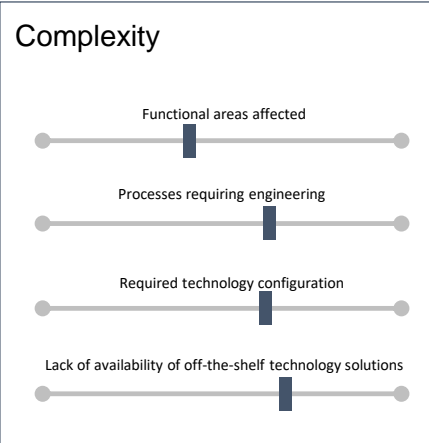 Complexity
Functional areas affected
Processes requiring engineering
Required technology configuration
Lack of availability of off-the-shelf technology solutions